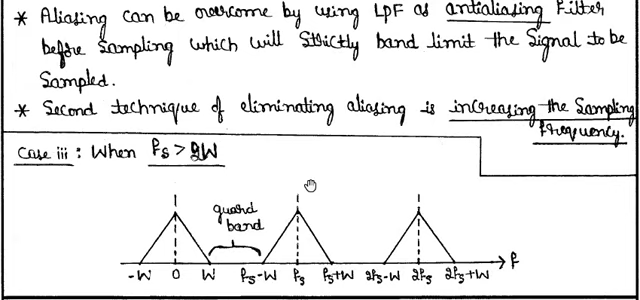 * Aliasing can be overcome by using LPF as antialiasing Filter
before sampling which will Strictly band limit the Signal to be
Sampled.
* Second technique of eliminating aliasing is increasing the Sampling
frequency.
Case iii : When fs > 2W
guard
band
-W 0 W fs-W fs fs+W 2fs-W 2fs 2fs+W f